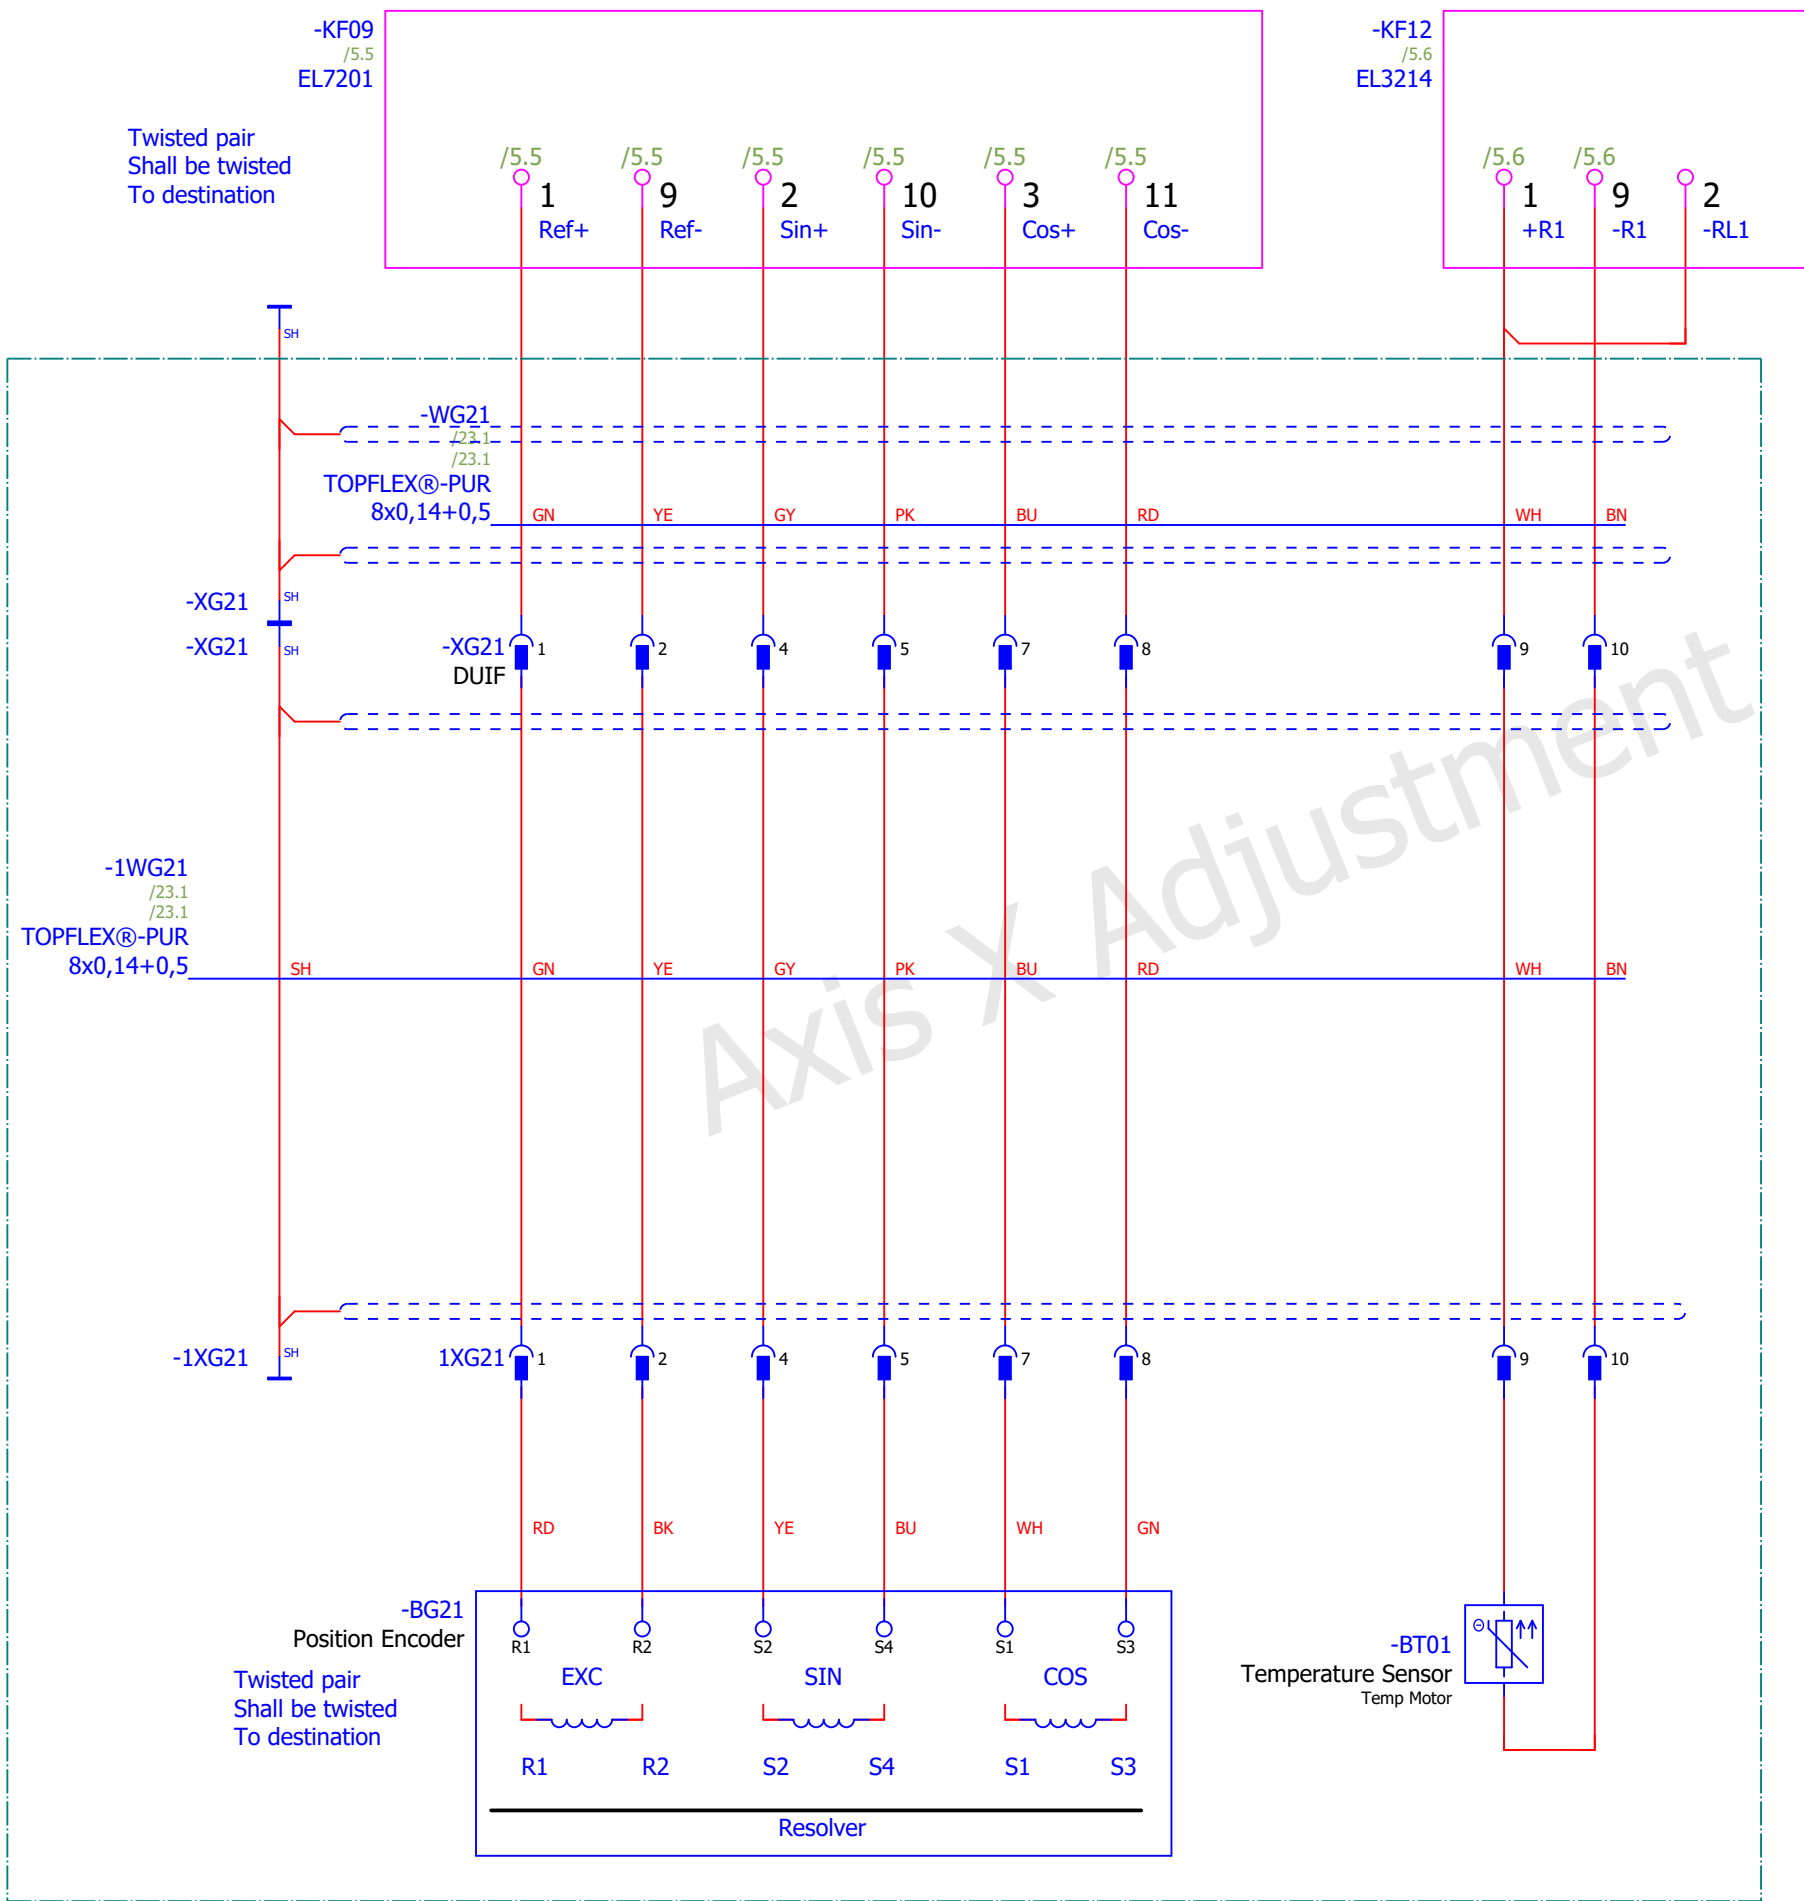 -KF09
/5.5
EL7201
-KF12
/5.6
EL3214
Twisted pair
Shall be twisted
To destination
/5.5 /5.5 /5.5 /5.5 /5.5 /5.5 /5.6 /5.6
1 9 2 10 3 11 1 9 2
Ref+ Ref- Sin+ Sin- Cos+ Cos- +R1 -R1 -RL1
SH
-WG21
/23.1
/23.1
TOPFLEX®-PUR
8x0,14+0,5
GN YE GY PK BU RD WH BN
-XG21 SH
-XG21 SH
-XG21 1 2 4 5 7 8 9 10
DUIF
Axis X Adjustment
-1WG21
/23.1
/23.1
TOPFLEX®-PUR
8x0,14+0,5
SH GN YE GY PK BU RD WH BN
-1XG21 SH
1XG21 1 2 4 5 7 8 9 10
RD BK YE BU WH GN
-BG21
Position Encoder
R1 R2 S2 S4 S1 S3
Twisted pair
Shall be twisted
To destination
EXC SIN COS
R1 R2 S2 S4 S1 S3
Resolver
Θ
-BT01
Temperature Sensor
Temp Motor